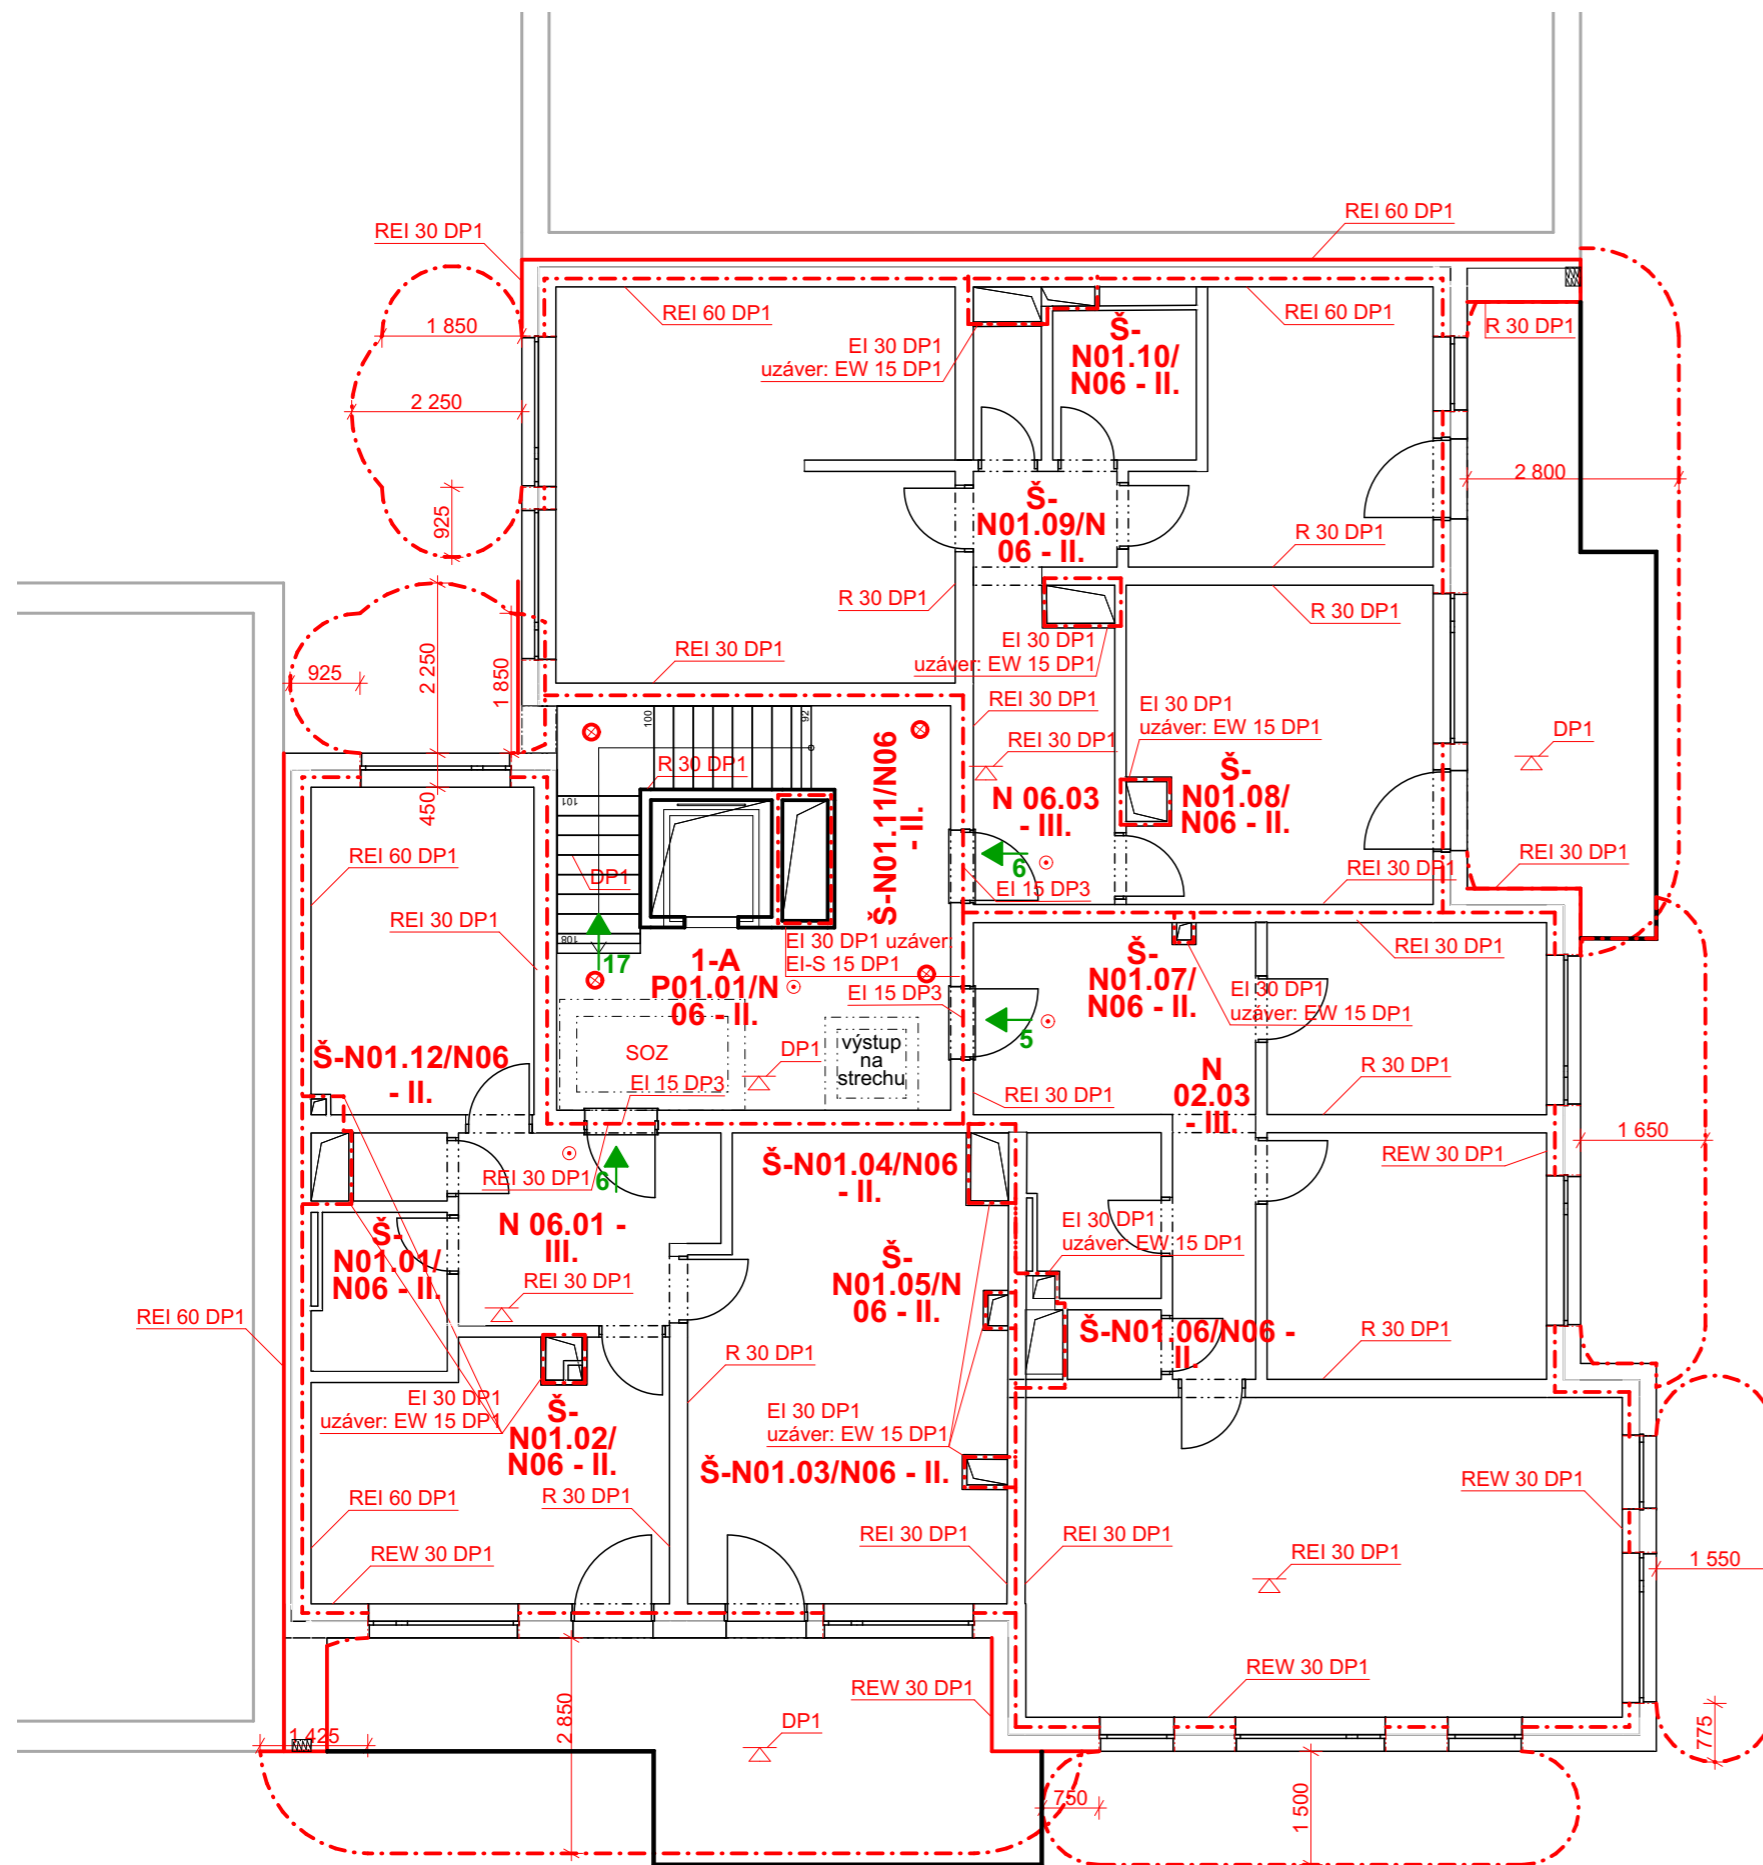 REI 60 DP1
REI 30 DP1
1 850
REI 60 DP1
REI 60 DP1
R 30 DP1
EI 30 DP1
uzáver: EW 15 DP1
Š-
N01.10/
N06 - II.
2 250
2 800
925
Š-
N01.09/N
06 - II.
R 30 DP1
R 30 DP1
R 30 DP1
2 250
925
1 850
REI 30 DP1
EI 30 DP1
uzáver: EW 15 DP1
REI 30 DP1
EI 30 DP1
uzáver: EW 15 DP1
REI 30 DP1
DP1
100
92
R 30 DP1
Š-N01.11/N06
- II.
N 06.03
- III.
Š-
N01.08/
N06 - II.
450
101
REI 60 DP1
DP1
6
EI 15 DP3
REI 30 DP1
REI 30 DP1
REI 30 DP1
108
17
EI 30 DP1 uzáver:
EI-S 15 DP1
REI 30 DP1
1-A
P01.01/N
06 - II.
EI 15 DP3
Š-
N01.07/
N06 - II.
EI 30 DP1
uzáver: EW 15 DP1
5
SOZ
DP1
výstup
na
strechu
Š-N01.12/N06
- II.
EI 15 DP3
REI 30 DP1
N
02.03
- III.
R 30 DP1
1 650
REW 30 DP1
REI 30 DP1
6
Š-N01.04/N06
- II.
Š-
N01.01/
N06 - II.
N 06.01 -
III.
EI 30 DP1
uzáver: EW 15 DP1
REI 30 DP1
Š-
N01.05/N
06 - II.
REI 60 DP1
Š-N01.06/N06 -
II.
R 30 DP1
R 30 DP1
EI 30 DP1
uzáver: EW 15 DP1
Š-
N01.02/
N06 - II.
EI 30 DP1
uzáver: EW 15 DP1
Š-N01.03/N06 - II.
REI 60 DP1
R 30 DP1
REW 30 DP1
REW 30 DP1
REI 30 DP1
REI 30 DP1
REI 30 DP1
1 550
REW 30 DP1
REW 30 DP1
2 850
1 425
DP1
775
750
1 500